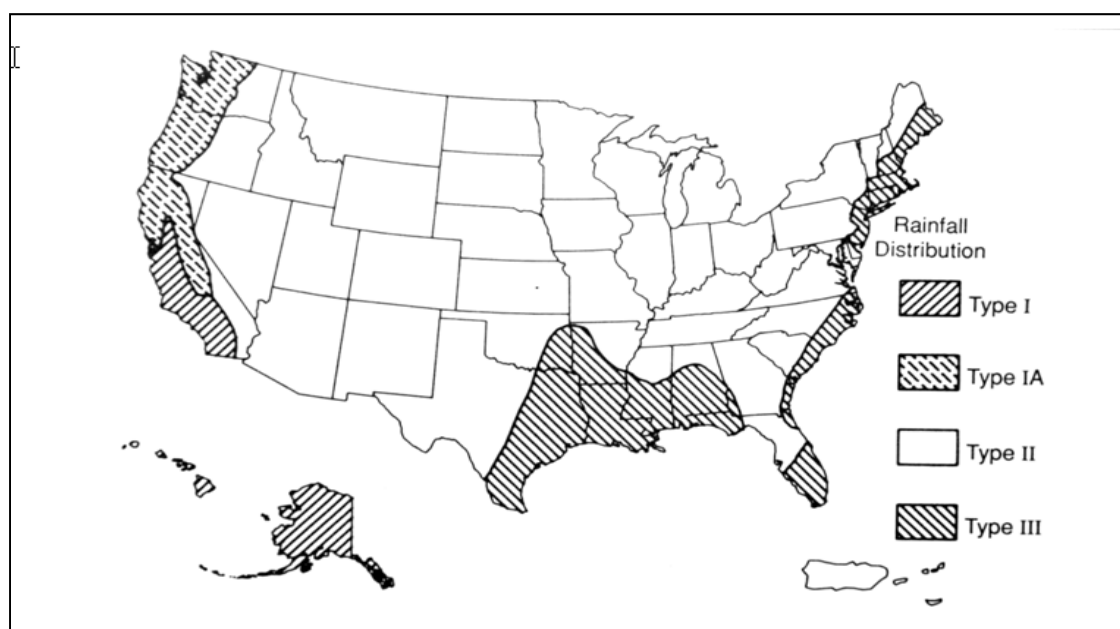 Rainfall
Distribution
Type I
Type IA
Type II
Type III